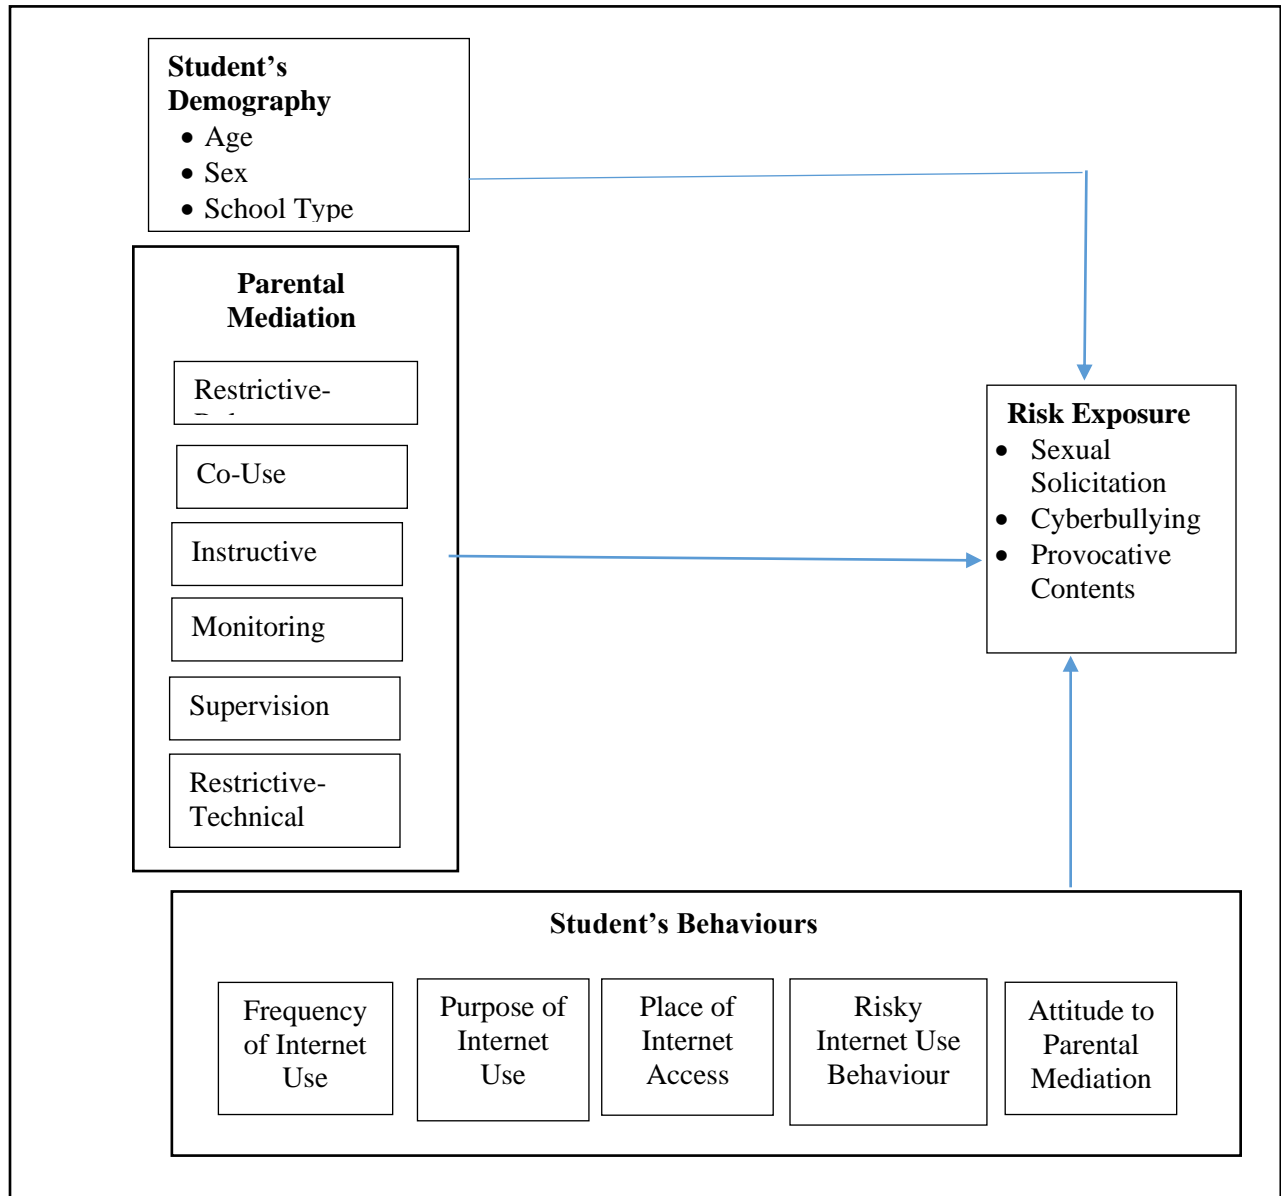 Student’s
Demography
• Age
• Sex
• School Type
Parental
Mediation
Restrictive-
Co-Use
Instructive
Monitoring
Supervision
Restrictive-
Technical
Risk Exposure
• Sexual
Solicitation
• Cyberbullying
• Provocative
Contents
Student’s Behaviours
Frequency
of Internet
Use
Purpose of
Internet
Use
Place of
Internet
Access
Risky
Internet Use
Behaviour
Attitude to
Parental
Mediation